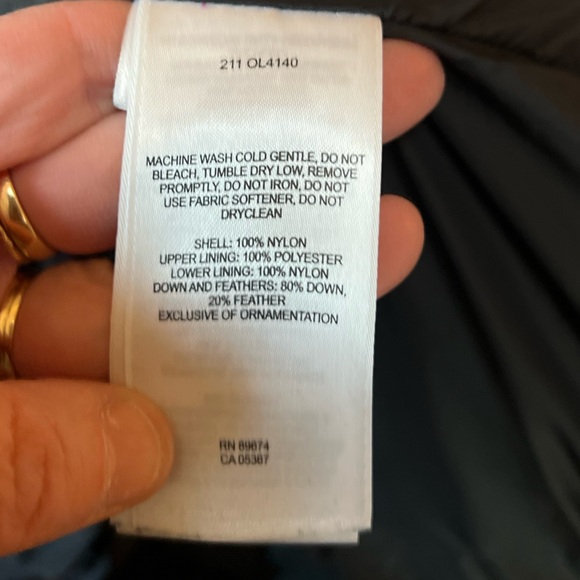 211 OL4140
MACHINE WASH COLD GENTLE, DO NOT
BLEACH, TUMBLE DRY LOW, REMOVE
PROMPTLY, DO NOT IRON, DO NOT
USE FABRIC SOFTENER, DO NOT
DRYCLEAN
SHELL: 100% NYLON
UPPER LINING: 100% POLYESTER
LOWER LINING: 100% NYLON
DOWN AND FEATHERS: 80% DOWN,
20% FEATHER
EXCLUSIVE OF ORNAMENTATION
RN 89674
CA 05367